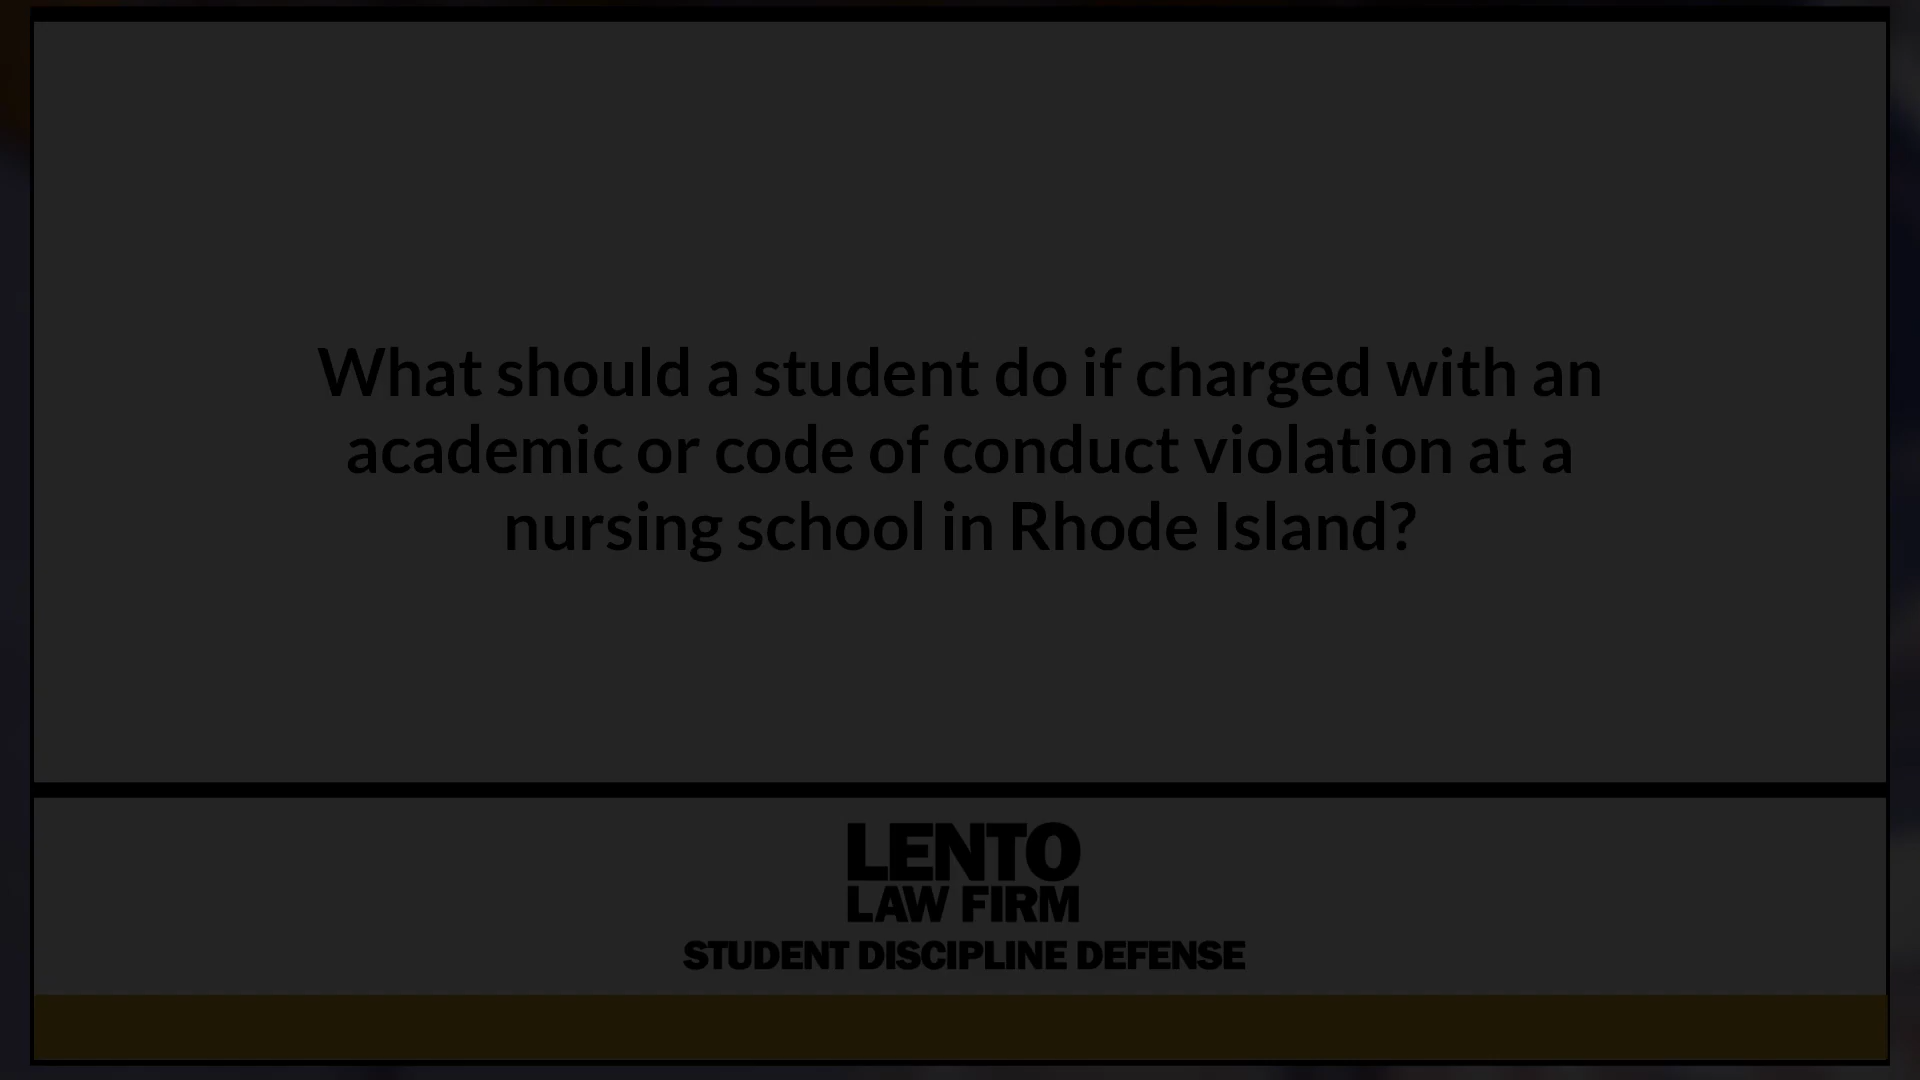 What should a student do if charged with an
academic or code of conduct violation at a
nursing school in Rhode Island?
LENTO
LAW FIRM
STUDENT DISCIPLINE DEFENSE